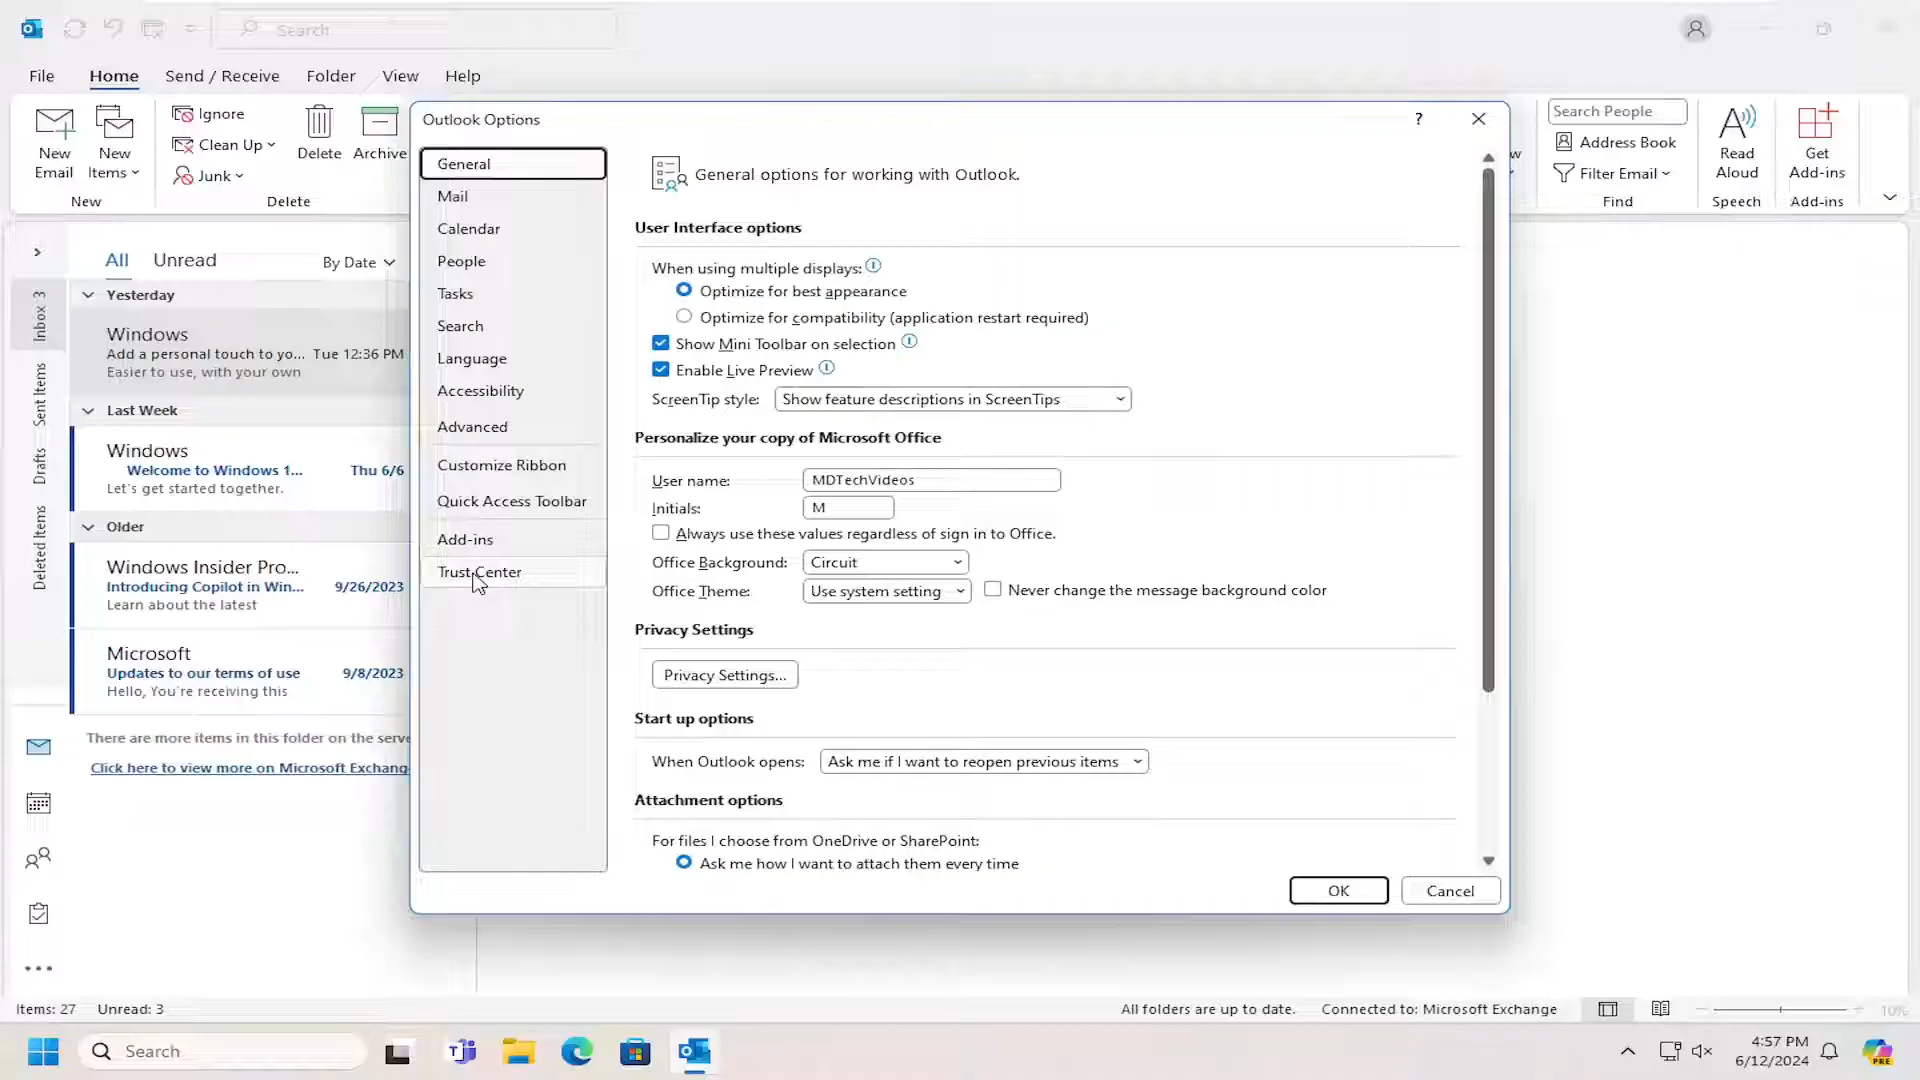 Search
File Home Send / Receive Folder View Help
New Email
New Items
New
Ignore
Clean Up
Junk
Delete
Archive
Delete
Search People
Address Book
Filter Email
Find
Read Aloud
Speech
Get Add-ins
Add-ins
Outlook Options
?
General
Mail
Calendar
People
Tasks
Search
Language
Accessibility
Advanced
Customize Ribbon
Quick Access Toolbar
Add-ins
Trust Center
General options for working with Outlook.
User Interface options
When using multiple displays:
Optimize for best appearance
Optimize for compatibility (application restart required)
Show Mini Toolbar on selection
Enable Live Preview
ScreenTip style: Show feature descriptions in ScreenTips
Personalize your copy of Microsoft Office
User name: MDTechVideos
Initials: M
Always use these values regardless of sign in to Office.
Office Background: Circuit
Office Theme: Use system setting Never change the message background color
Privacy Settings
Privacy Settings...
Start up options
When Outlook opens: Ask me if I want to reopen previous items
Attachment options
For files I choose from OneDrive or SharePoint:
Ask me how I want to attach them every time
OK Cancel
Inbox 3
Sent Items
Drafts
Deleted Items
All Unread By Date
Yesterday
Windows
Add a personal touch to yo... Tue 12:36 PM
Easier to use, with your own
Last Week
Windows
Welcome to Windows 1... Thu 6/6
Let's get started together.
Older
Windows Insider Pro...
Introducing Copilot in Win... 9/26/2023
Learn about the latest
Microsoft
Updates to our terms of use 9/8/2023
Hello, You're receiving this
There are more items in this folder on the serve
Click here to view more on Microsoft Exchang
Items: 27 Unread: 3 All folders are up to date. Connected to: Microsoft Exchange 10%
Search
4:57 PM
6/12/2024
PRE